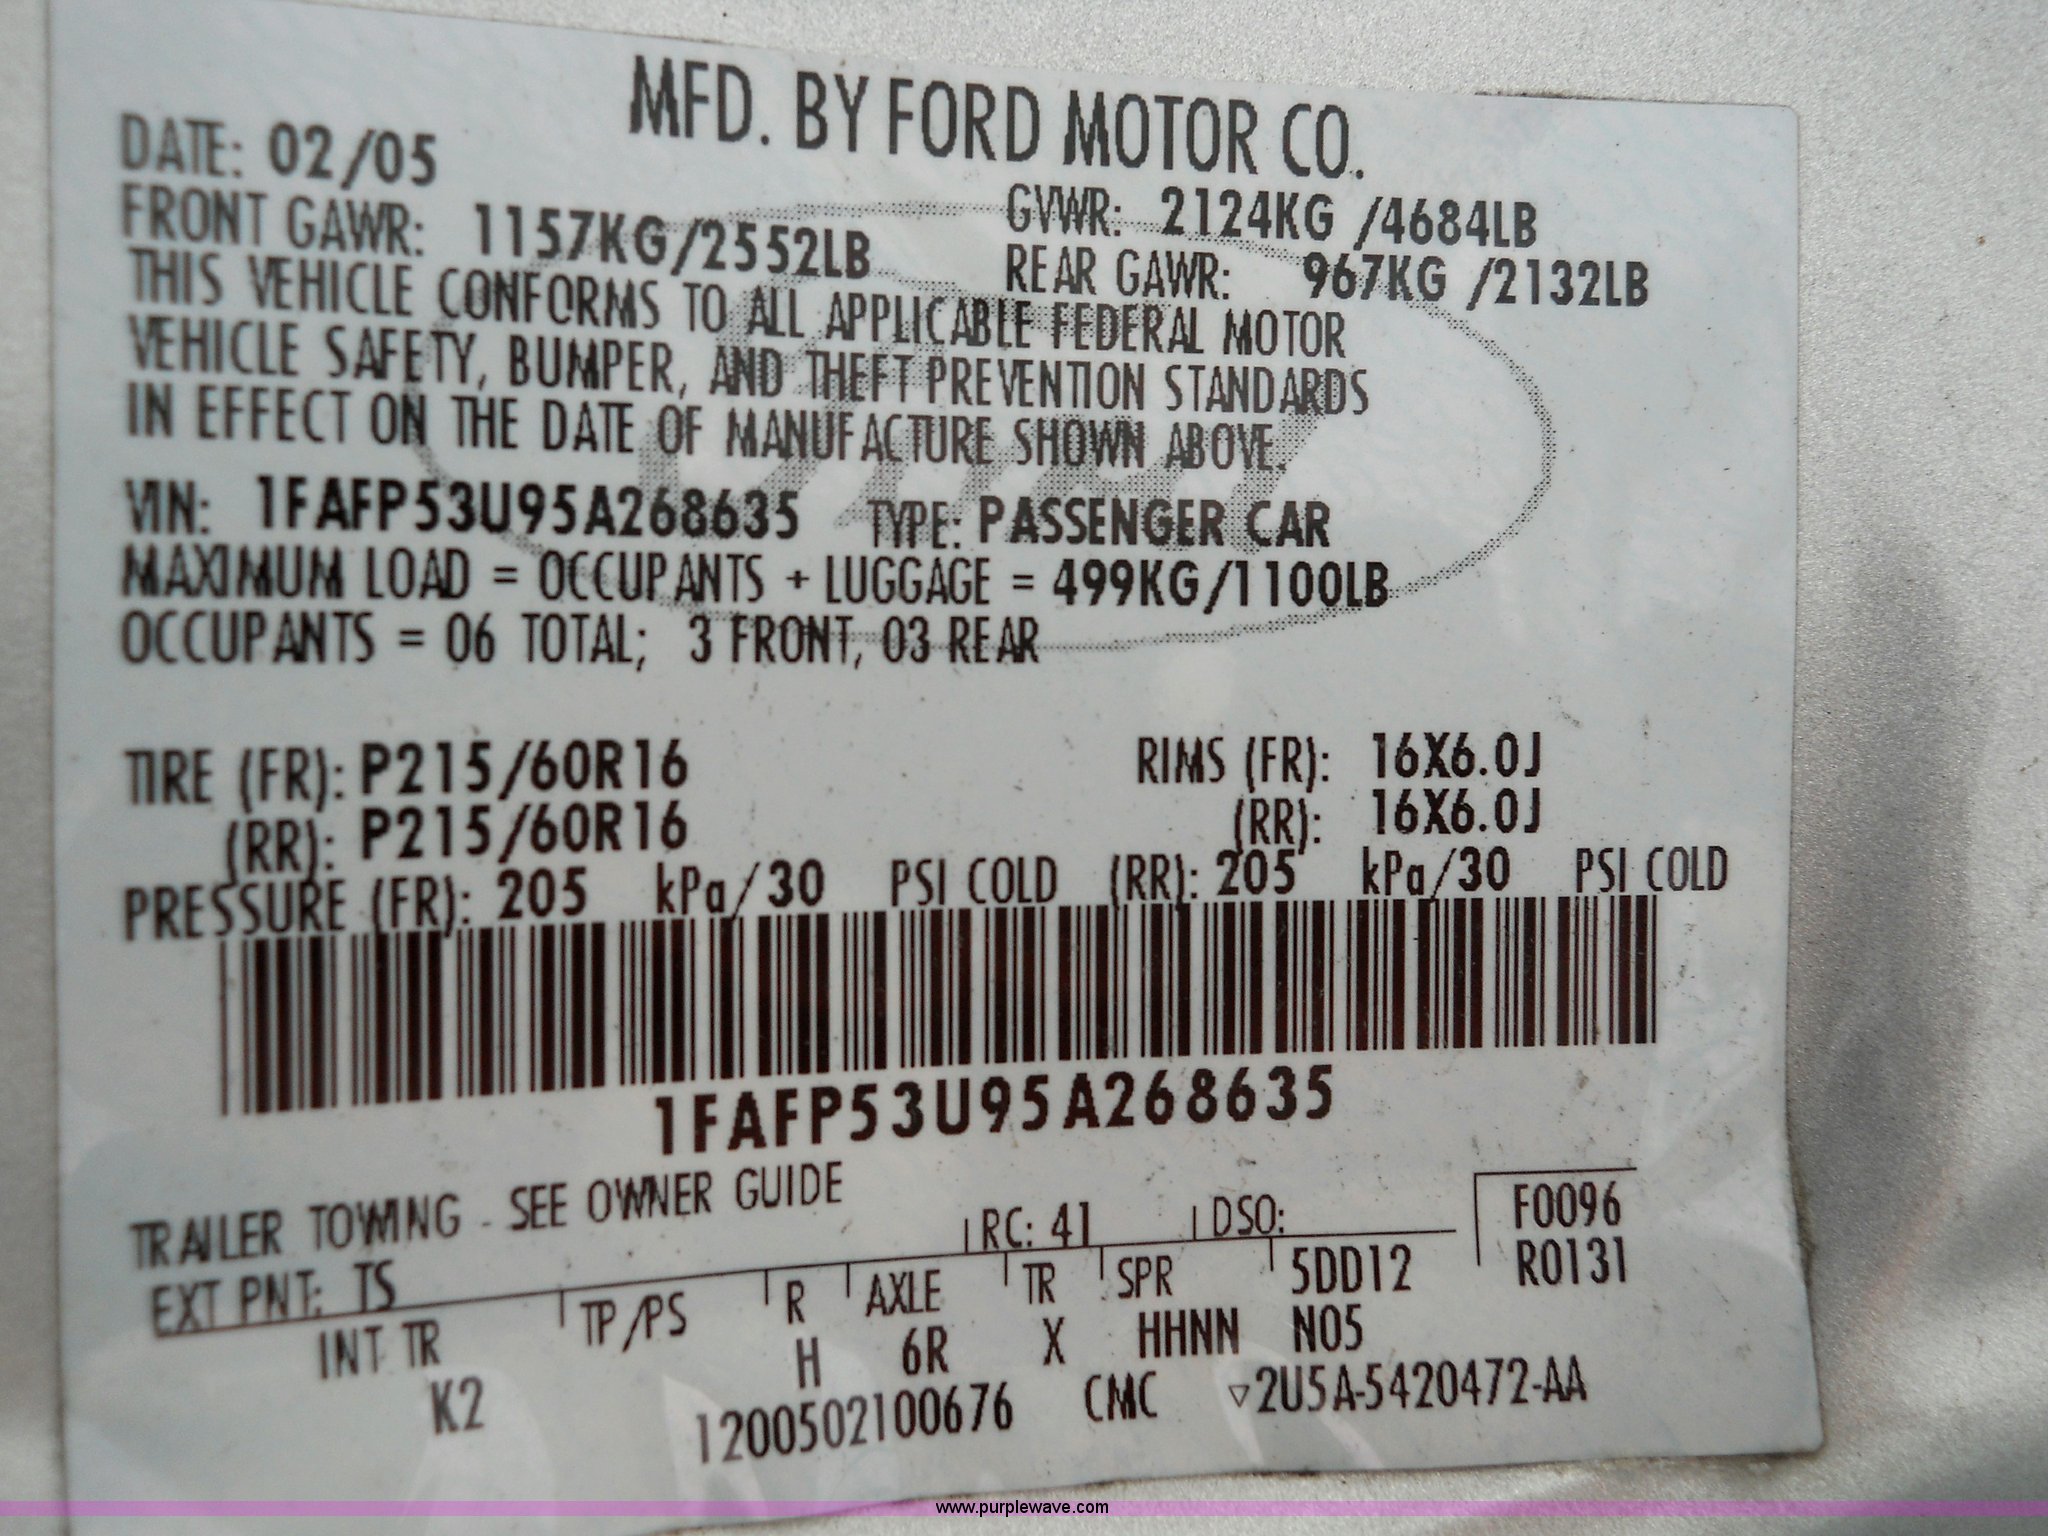 MFD. BY FORD MOTOR CO.
DATE: 02/05
GVWR: 2124KG /4684LB
FRONT GAWR: 1157KG/2552LB
REAR GAWR: 967KG /2132LB
THIS VEHICLE CONFORMS TO ALL APPLICABLE FEDERAL MOTOR
VEHICLE SAFETY, BUMPER, AND THEFT PREVENTION STANDARDS
IN EFFECT ON THE DATE OF MANUFACTURE SHOWN ABOVE.
VIN: 1FAFP53U95A268635 TYPE: PASSENGER CAR
MAXIMUM LOAD = OCCUPANTS + LUGGAGE = 499KG/1100LB
OCCUPANTS = 06 TOTAL; 3 FRONT, 03 REAR
TIRE (FR): P215/60R16 RIMS (FR): 16X6.0J
(RR): P215/60R16 (RR): 16X6.0J
PRESSURE (FR): 205 kPa/30 PSI COLD (RR): 205 kPa/30 PSI COLD
1FAFP53U95A268635
TRAILER TOWING - SEE OWNER GUIDE
EXT PNT: TS RC: 41 DSO: F0096
R0131
INT TR TP/PS R AXLE TR SPR 5DD12
K2 H 6R X HHNN N05
1200502100676 CMC ▽2U5A-5420472-AA
www.purplewave.com